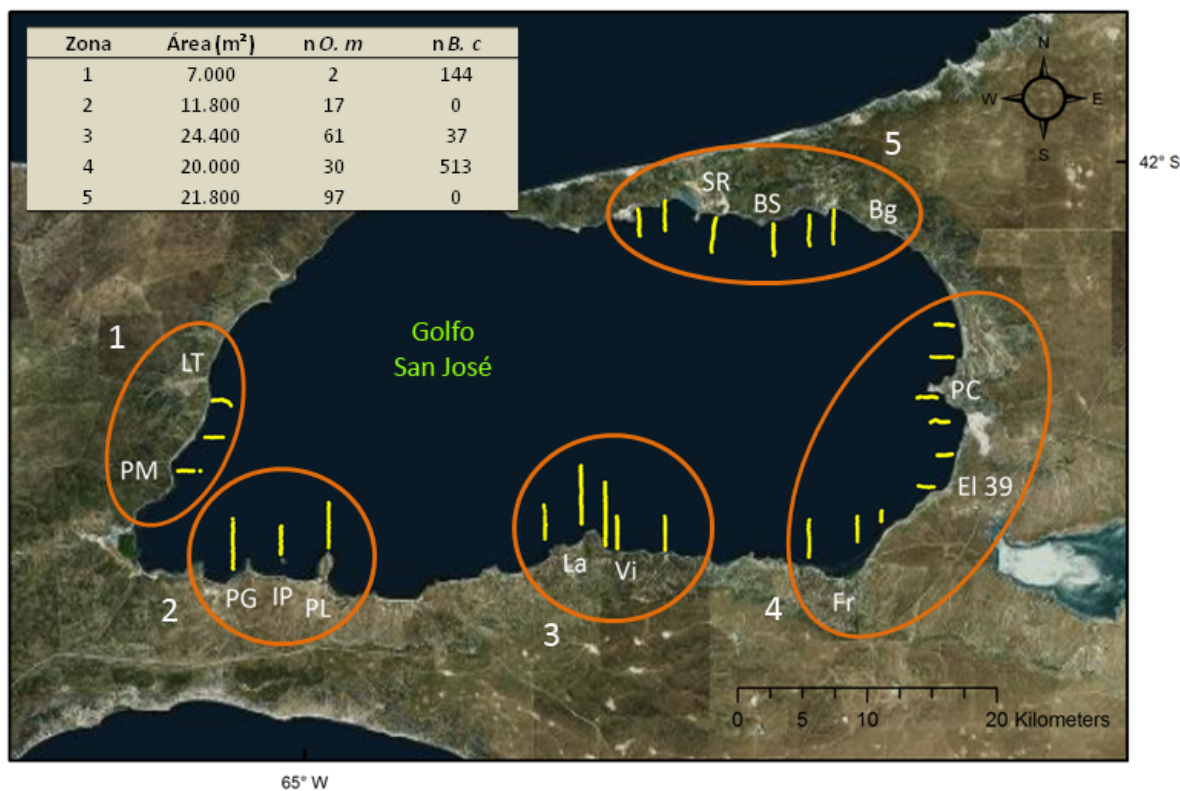 Zona Área (m²) n O. m n B. c
1 7.000 2 144
2 11.800 17 0
3 24.400 61 37
4 20.000 30 513
5 21.800 97 0
N
W E
S
42° S
5
SR
BS
Bg
Golfo
San José
1
LT
PM
PC
El 39
La
Vi
PG
IP
PL
Fr
2
3
4
0 5 10 20 Kilometers
65° W